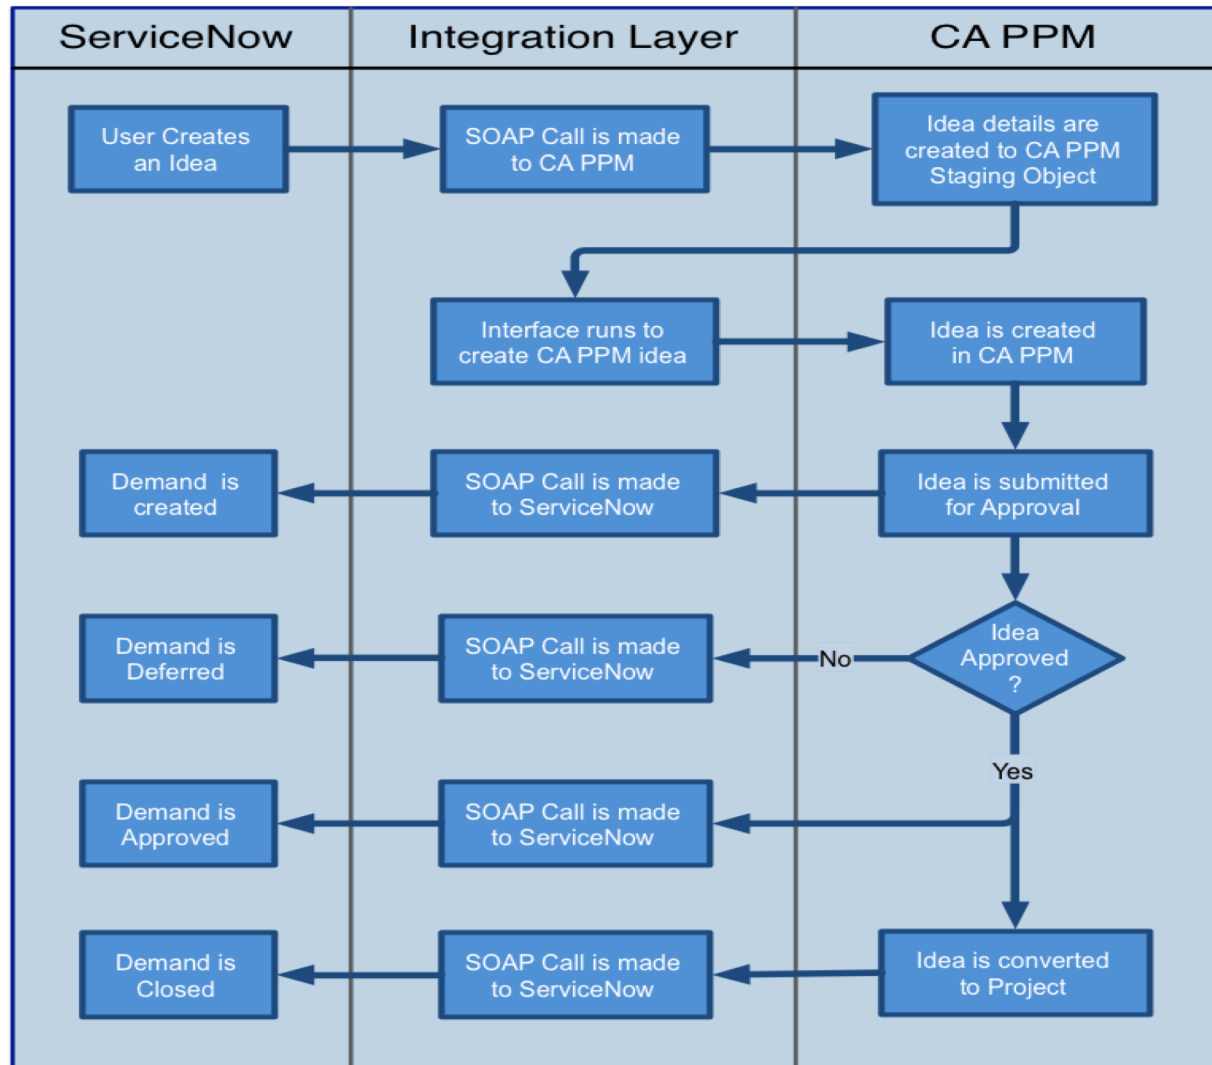 ServiceNow
Integration Layer
CA PPM
User Creates
an Idea
SOAP Call is made
to CA PPM
Idea details are
created to CA PPM
Staging Object
Interface runs to
create CA PPM idea
Idea is created
in CA PPM
Demand is
created
SOAP Call is made
to ServiceNow
Idea is submitted
for Approval
Demand is
Deferred
SOAP Call is made
to ServiceNow
No
Idea
Approved
?
Yes
Demand is
Approved
SOAP Call is made
to ServiceNow
Demand is
Closed
SOAP Call is made
to ServiceNow
Idea is converted
to Project